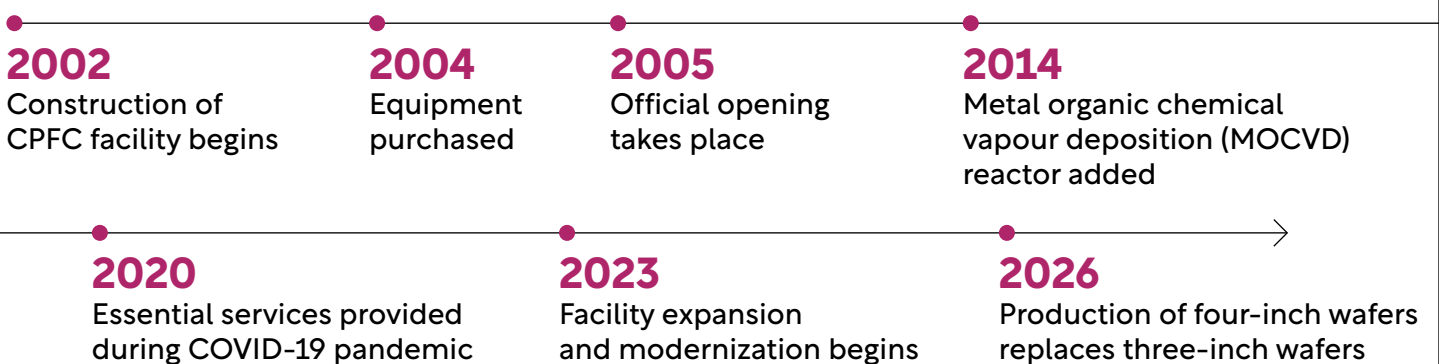 2002
Construction of
CPFC facility begins
2004
Equipment
purchased
2005
Official opening
takes place
2014
Metal organic chemical
vapour deposition (MOCVD)
reactor added
2020
Essential services provided
during COVID-19 pandemic
2023
Facility expansion
and modernization begins
2026
Production of four-inch wafers
replaces three-inch wafers